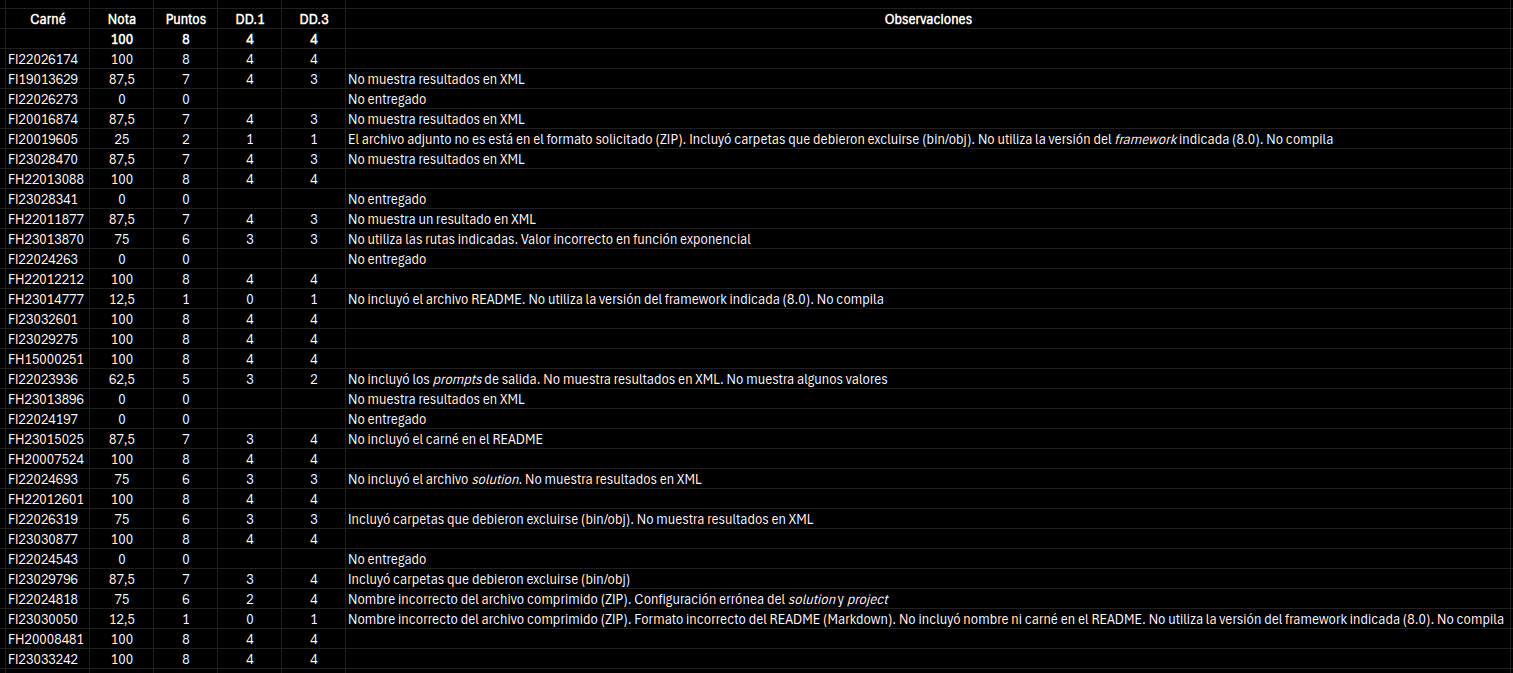 Carné Nota Puntos DD.1 DD.3 Observaciones
100 8 4 4
FI22026174 100 8 4 4
FI19013629 87,5 7 4 3 No muestra resultados en XML
FI22026273 0 0 No entregado
FI20016874 87,5 7 4 3 No muestra resultados en XML
FI20019605 25 2 1 1 El archivo adjunto no es está en el formato solicitado (ZIP). Incluyó carpetas que debieron excluirse (bin/obj). No utiliza la versión del framework indicada (8.0). No compila
FI23028470 87,5 7 4 3 No muestra resultados en XML
FH22013088 100 8 4 4
FI23028341 0 0 No entregado
FH22011877 87,5 7 4 3 No muestra un resultado en XML
FH23013870 75 6 3 3 No utiliza las rutas indicadas. Valor incorrecto en función exponencial
FI22024263 0 0 No entregado
FH22012212 100 8 4 4
FH23014777 12,5 1 0 1 No incluyó el archivo README. No utiliza la versión del framework indicada (8.0). No compila
FI23032601 100 8 4 4
FI23029275 100 8 4 4
FH15000251 100 8 4 4
FI22023936 62,5 5 3 2 No incluyó los prompts de salida. No muestra resultados en XML. No muestra algunos valores
FH23013896 0 0 No muestra resultados en XML
FI22024197 0 0 No entregado
FH23015025 87,5 7 3 4 No incluyó el carné en el README
FH20007524 100 8 4 4
FI22024693 75 6 3 3 No incluyó el archivo solution. No muestra resultados en XML
FH22012601 100 8 4 4
FI22026319 75 6 3 3 Incluyó carpetas que debieron excluirse (bin/obj). No muestra resultados en XML
FI23030877 100 8 4 4
FI22024543 0 0 No entregado
FI23029796 87,5 7 3 4 Incluyó carpetas que debieron excluirse (bin/obj)
FI22024818 75 6 2 4 Nombre incorrecto del archivo comprimido (ZIP). Configuración errónea del solution y project
FI23030050 12,5 1 0 1 Nombre incorrecto del archivo comprimido (ZIP). Formato incorrecto del README (Markdown). No incluyó nombre ni carné en el README. No utiliza la versión del framework indicada (8.0). No compila
FH20008481 100 8 4 4
FI23033242 100 8 4 4